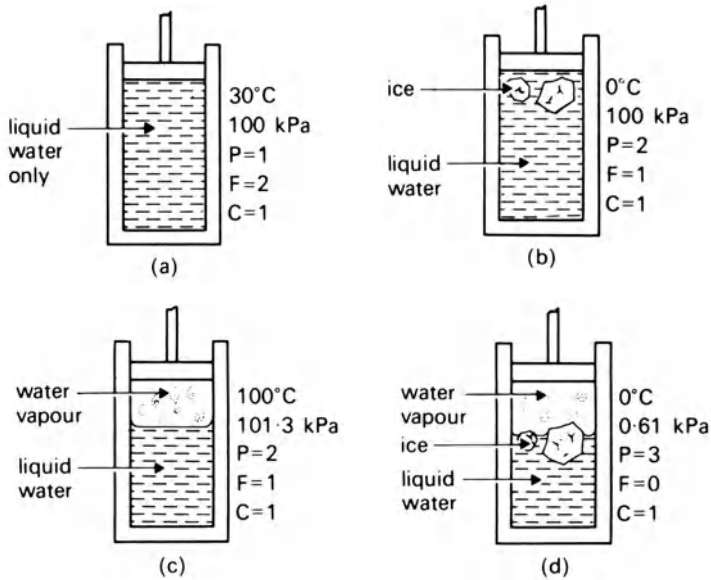 liquid
water
only
30°C
100 kPa
P=1
F=2
C=1
(a)
ice
liquid
water
0°C
100 kPa
P=2
F=1
C=1
(b)
water
vapour
liquid
water
100°C
101·3 kPa
P=2
F=1
C=1
(c)
water
vapour
ice
liquid
water
0°C
0·61 kPa
P=3
F=0
C=1
(d)